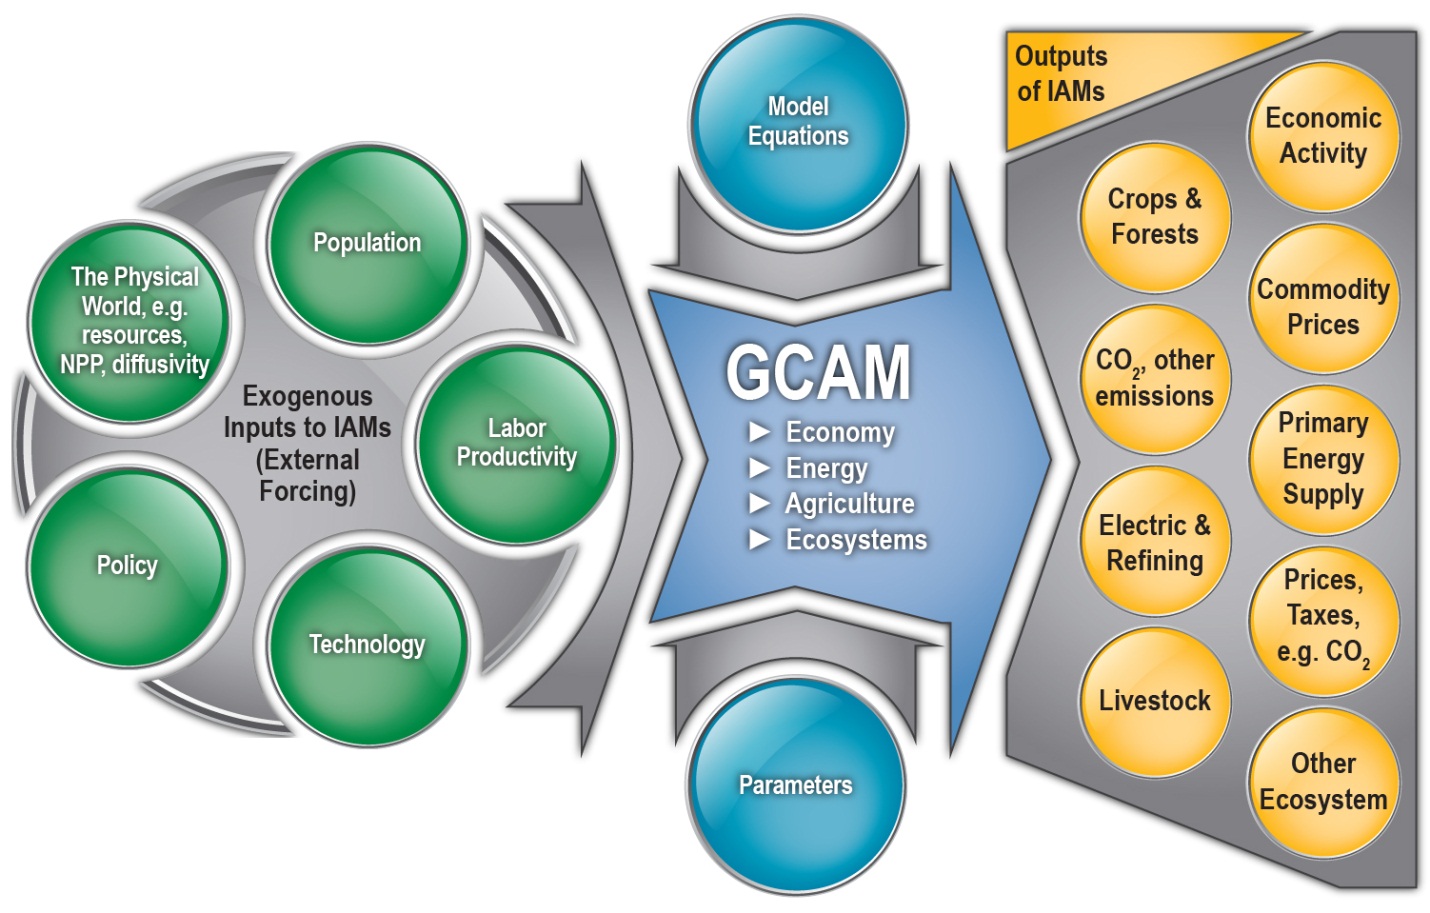 Population
The Physical
World, e.g.
resources,
NPP, diffusivity
Exogenous
Inputs to IAMs
(External
Forcing)
Labor
Productivity
Policy
Technology
Model
Equations
GCAM
► Economy
► Energy
► Agriculture
► Ecosystems
Parameters
Outputs
of IAMs
Crops &
Forests
CO₂, other
emissions
Electric &
Refining
Livestock
Economic
Activity
Commodity
Prices
Primary
Energy
Supply
Prices,
Taxes,
e.g. CO₂
Other
Ecosystem